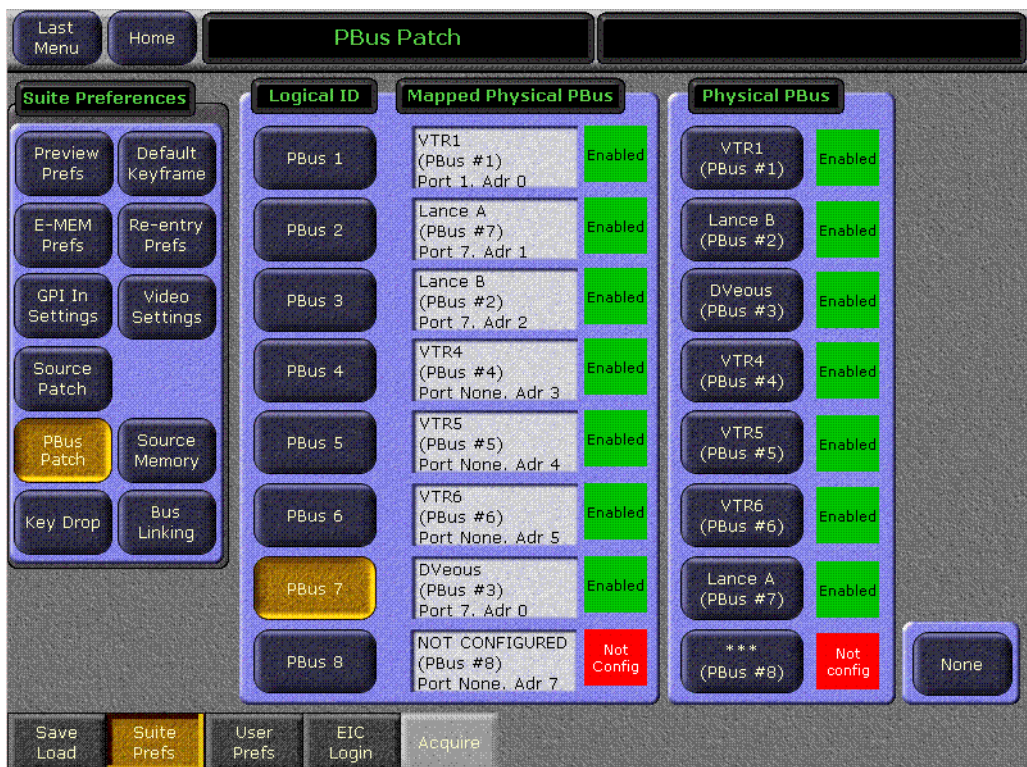 Last
Menu
Home
PBus Patch
Suite Preferences
Preview
Prefs
Default
Keyframe
E-MEM
Prefs
Re-entry
Prefs
GPI In
Settings
Video
Settings
Source
Patch
PBus
Patch
Source
Memory
Key Drop
Bus
Linking
Logical ID
Mapped Physical PBus
PBus 1
VTR1
(PBus #1)
Port 1. Adr 0
Enabled
PBus 2
Lance A
(PBus #7)
Port 7. Adr 1
Enabled
PBus 3
Lance B
(PBus #2)
Port 7. Adr 2
Enabled
PBus 4
VTR4
(PBus #4)
Port None. Adr 3
Enabled
PBus 5
VTR5
(PBus #5)
Port None. Adr 4
Enabled
PBus 6
VTR6
(PBus #6)
Port None. Adr 5
Enabled
PBus 7
DVeous
(PBus #3)
Port 7. Adr 0
Enabled
PBus 8
NOT CONFIGURED
(PBus #8)
Port None. Adr 7
Not
Config
Physical PBus
VTR1
(PBus #1)
Enabled
Lance B
(PBus #2)
Enabled
DVeous
(PBus #3)
Enabled
VTR4
(PBus #4)
Enabled
VTR5
(PBus #5)
Enabled
VTR6
(PBus #6)
Enabled
Lance A
(PBus #7)
Enabled
***
(PBus #8)
Not
config
None
Save
Load
Suite
Prefs
User
Prefs
EIC
Login
Acquire